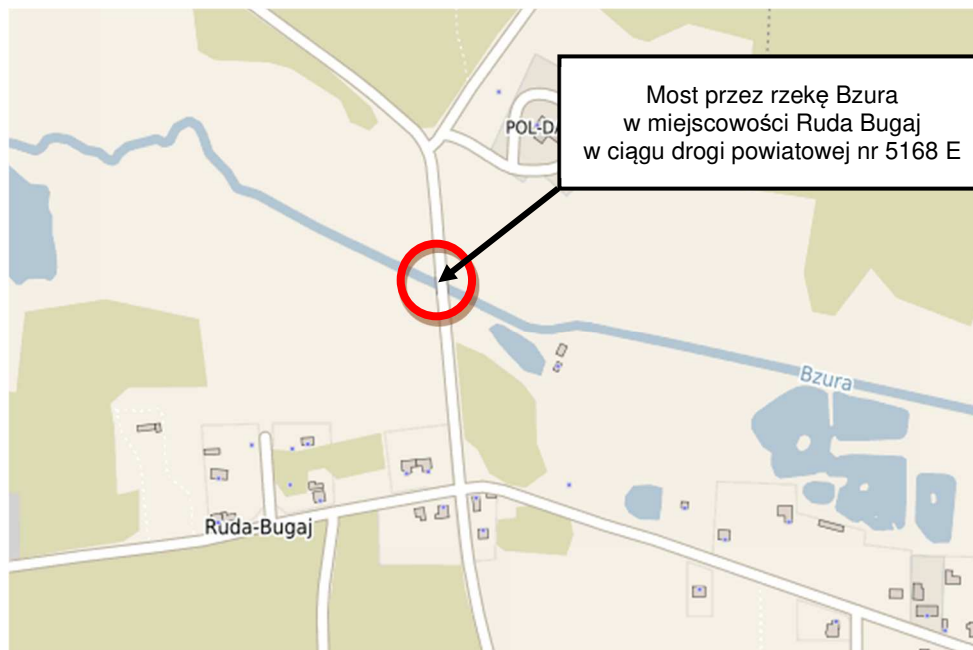 Most przez rzekę Bzura
w miejscowości Ruda Bugaj
w ciągu drogi powiatowej nr 5168 E
POL-DA
Bzura
Ruda-Bugaj